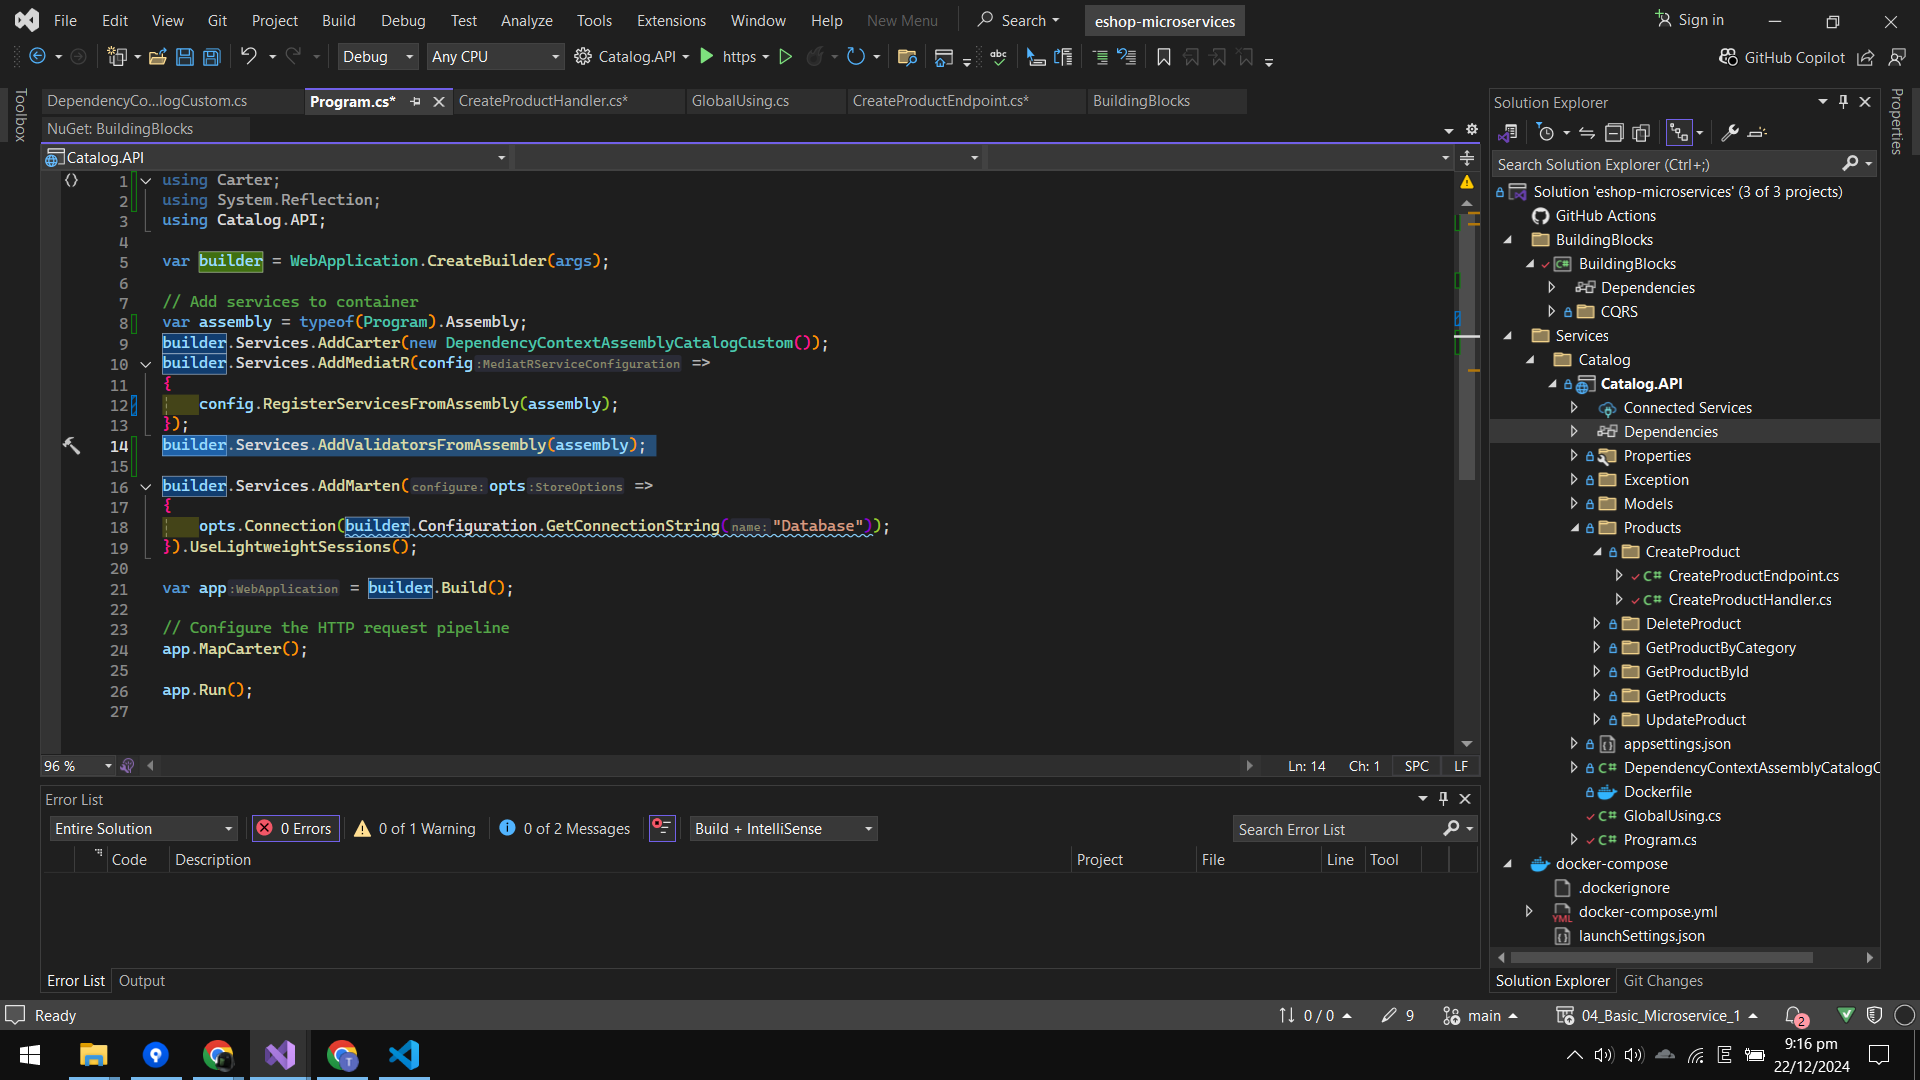 File Edit View Git Project Build Debug Test Analyze Tools Extensions Window Help New Menu Search eshop-microservices Sign in
Debug Any CPU Catalog.API https GitHub Copilot
Toolbox
DependencyCo...logCustom.cs Program.cs* CreateProductHandler.cs* GlobalUsing.cs CreateProductEndpoint.cs* BuildingBlocks
NuGet: BuildingBlocks
Catalog.API
1 using Carter;
2 using System.Reflection;
3 using Catalog.API;
4
5 var builder = WebApplication.CreateBuilder(args);
6
7 // Add services to container
8 var assembly = typeof(Program).Assembly;
9 builder.Services.AddCarter(new DependencyContextAssemblyCatalogCustom());
10 builder.Services.AddMediatR(config:MediatRServiceConfiguration =>
11 {
12 config.RegisterServicesFromAssembly(assembly);
13 });
14 builder.Services.AddValidatorsFromAssembly(assembly);
15
16 builder.Services.AddMarten(configure:opts:StoreOptions =>
17 {
18 opts.Connection(builder.Configuration.GetConnectionString(name:"Database"));
19 }).UseLightweightSessions();
20
21 var app:WebApplication = builder.Build();
22
23 // Configure the HTTP request pipeline
24 app.MapCarter();
25
26 app.Run();
27
96 % Ln: 14 Ch: 1 SPC LF
Error List
Entire Solution 0 Errors 0 of 1 Warning 0 of 2 Messages Build + IntelliSense Search Error List
Code Description Project File Line Tool
Error List Output
Solution Explorer
Search Solution Explorer (Ctrl+;)
Solution 'eshop-microservices' (3 of 3 projects)
GitHub Actions
BuildingBlocks
BuildingBlocks
Dependencies
CQRS
Services
Catalog
Catalog.API
Connected Services
Dependencies
Properties
Exception
Models
Products
CreateProduct
CreateProductEndpoint.cs
CreateProductHandler.cs
DeleteProduct
GetProductByCategory
GetProductById
GetProducts
UpdateProduct
appsettings.json
DependencyContextAssemblyCatalogC
Dockerfile
GlobalUsing.cs
Program.cs
docker-compose
.dockerignore
docker-compose.yml
launchSettings.json
Solution Explorer Git Changes
Properties
Ready 0 / 0 9 main 04_Basic_Microservice_1 2
9:16 pm
22/12/2024